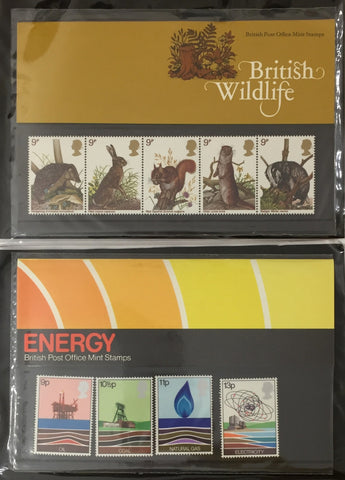 British Post Office Mint Stamps
British
Wildlife
9p 9p 9p 9p 9p
ENERGY
British Post Office Mint Stamps
9p 10½p 11p 13p
OIL COAL NATURAL GAS ELECTRICITY